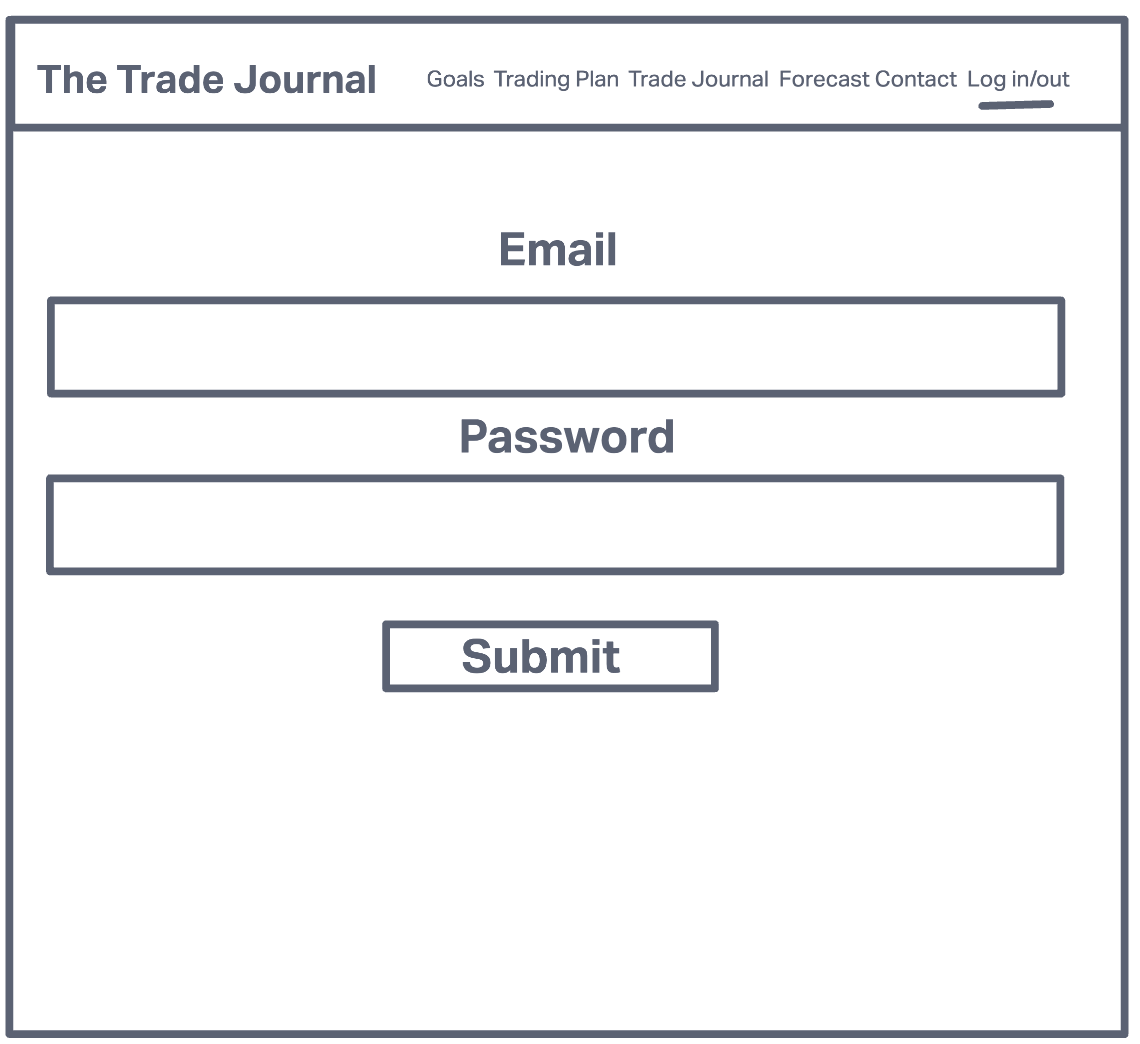 The Trade Journal Goals Trading Plan Trade Journal Forecast Contact Log in/out
Email
Password
Submit